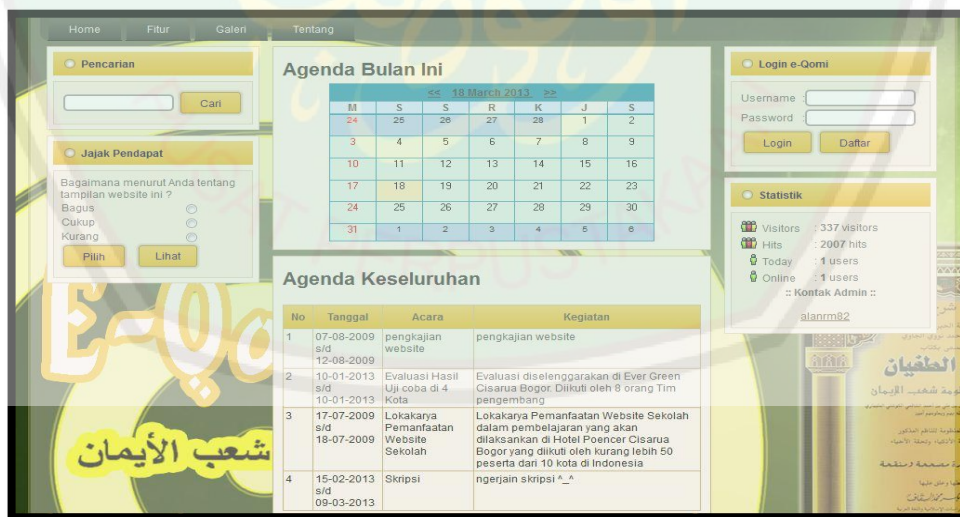 Home Fitur Galeri Tentang
Pencarian
Cari
Jajak Pendapat
Bagaimana menurut Anda tentang
tampilan website ini ?
Bagus
Cukup
Kurang
Pilih Lihat
Agenda Bulan Ini
<< 18 March 2013 >>
M S S R K J S
24 25 26 27 28 1 2
3 4 5 6 7 8 9
10 11 12 13 14 15 16
17 18 19 20 21 22 23
24 25 26 27 28 29 30
31 1 2 3 4 5 6
Agenda Keseluruhan
No Tanggal Acara Kegiatan
1 07-08-2009 pengkajian pengkajian website
s/d website
12-08-2009
2 10-01-2013 Evaluasi Hasil Evaluasi diselenggarakan di Ever Green
s/d Uji coba di 4 Cisarua Bogor. Diikuti oleh 8 orang Tim
10-01-2013 Kota pengembang
3 17-07-2009 Lokakarya Lokakarya Pemanfaatan Website Sekolah
s/d Pemanfaatan dalam pembelajaran yang akan
18-07-2009 Website dilaksankan di Hotel Poencer Cisarua
Sekolah Bogor yang diikuti oleh kurang lebih 50
peserta dari 10 kota di Indonesia
4 15-02-2013 Skripsi ngerjain skripsi ^_^
s/d
09-03-2013
Login e-Qomi
Username :
Password :
Login Daftar
Statistik
Visitors : 337 visitors
Hits : 2007 hits
Today : 1 users
Online : 1 users
:: Kontak Admin ::
alanrm82
E-Qo
شعب الأيمان
الطغيان